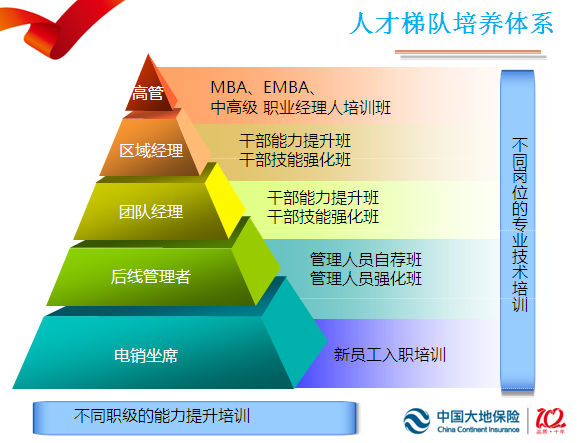 人才梯队培养体系
高管
MBA、EMBA、
中高级 职业经理人培训班
区域经理
干部能力提升班
干部技能强化班
团队经理
干部能力提升班
干部技能强化班
后线管理者
管理人员自荐班
管理人员强化班
电销坐席
新员工入职培训
不同岗位的专业技术培训
不同职级的能力提升培训
中国大地保险
China Continent Insurance